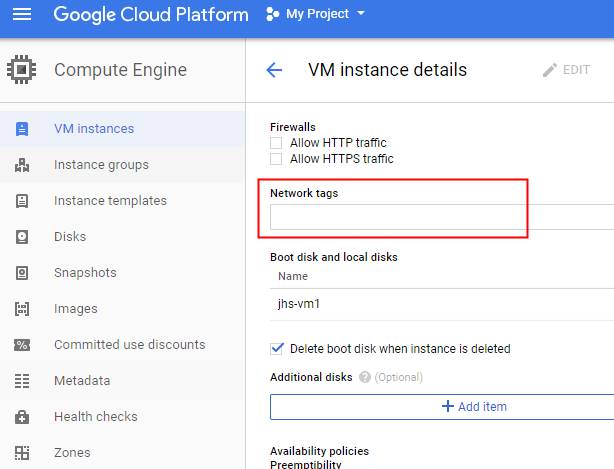 Google Cloud Platform My Project
Compute Engine
VM instance details
EDIT
VM instances
Instance groups
Instance templates
Disks
Snapshots
Images
Committed use discounts
Metadata
Health checks
Zones
Firewalls
Allow HTTP traffic
Allow HTTPS traffic
Network tags
Boot disk and local disks
Name
jhs-vm1
Delete boot disk when instance is deleted
Additional disks ? (Optional)
+ Add item
Availability policies
Preemptibility